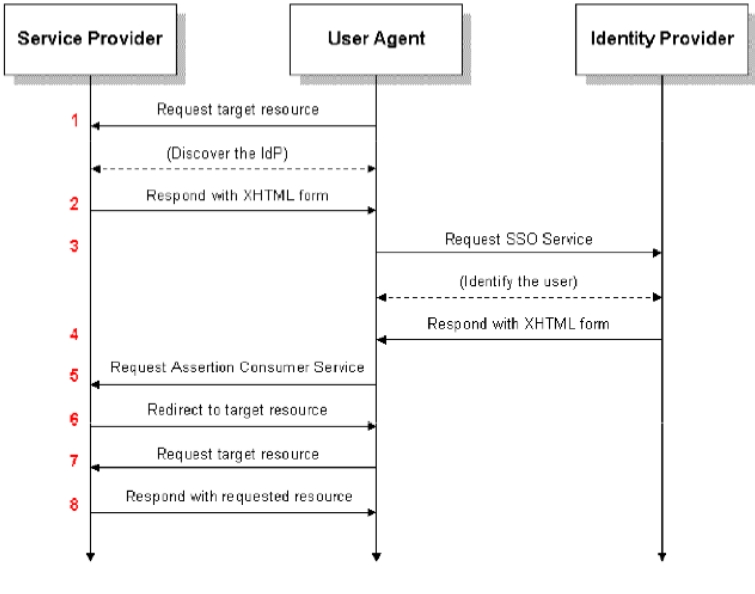 Service Provider
User Agent
Identity Provider
1
Request target resource
(Discover the IdP)
2
Respond with XHTML form
3
Request SSO Service
(Identify the user)
4
Respond with XHTML form
5
Request Assertion Consumer Service
6
Redirect to target resource
7
Request target resource
8
Respond with requested resource